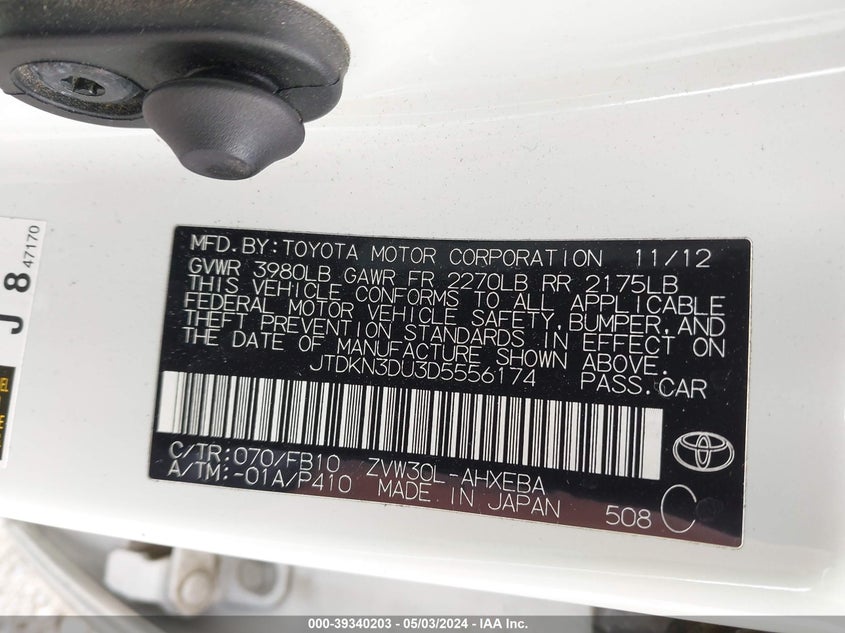 J 8 47170
MFD.BY:TOYOTA MOTOR CORPORATION 11/12
GVWR 3980LB GAWR FR 2270LB RR 2175LB
THIS VEHICLE CONFORMS TO ALL APPLICABLE
FEDERAL MOTOR VEHICLE SAFETY,BUMPER,AND
THEFT PREVENTION STANDARDS IN EFFECT ON
THE DATE OF MANUFACTURE SHOWN ABOVE.
JTDKN3DU3D5556174 PASS.CAR
C/TR:070/FB10 ZVW30L-AHXEBA
A/TM:-01A/P410 MADE IN JAPAN
508 C
000-39340203 - 05/03/2024 - IAA Inc.